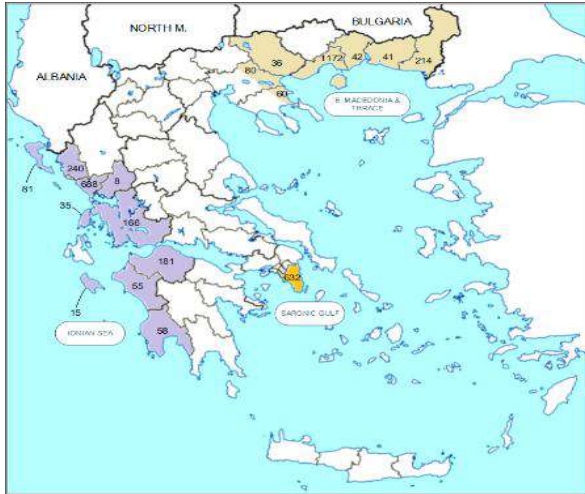 NORTH M.
BULGARIA
ALBANIA
36
1172
42
41
214
80
60
E. MACEDONIA &
THRACE
240
688
8
81
35
166
181
632
55
15
58
IONIAN SEA
SARONIC GULF